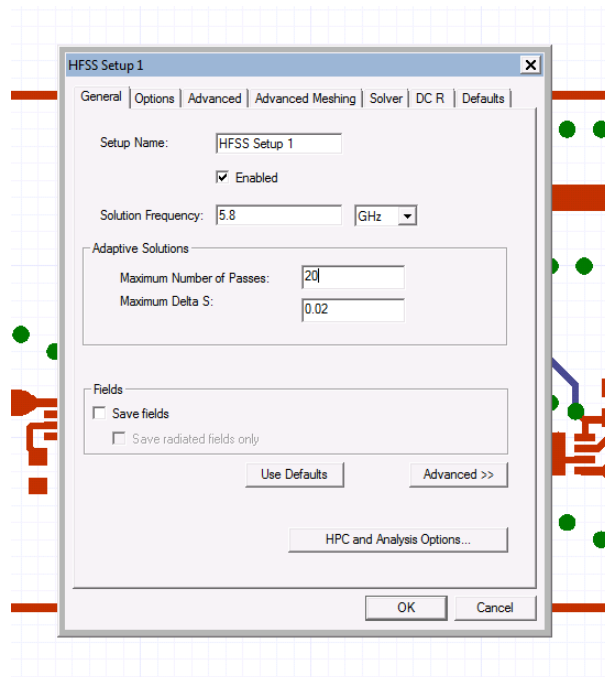 HFSS Setup 1
General Options Advanced Advanced Meshing Solver DC R Defaults
Setup Name: HFSS Setup 1
Enabled
Solution Frequency: 5.8 GHz
Adaptive Solutions
Maximum Number of Passes: 20
Maximum Delta S: 0.02
Fields
Save fields
Save radiated fields only
Use Defaults Advanced >>
HPC and Analysis Options...
OK Cancel